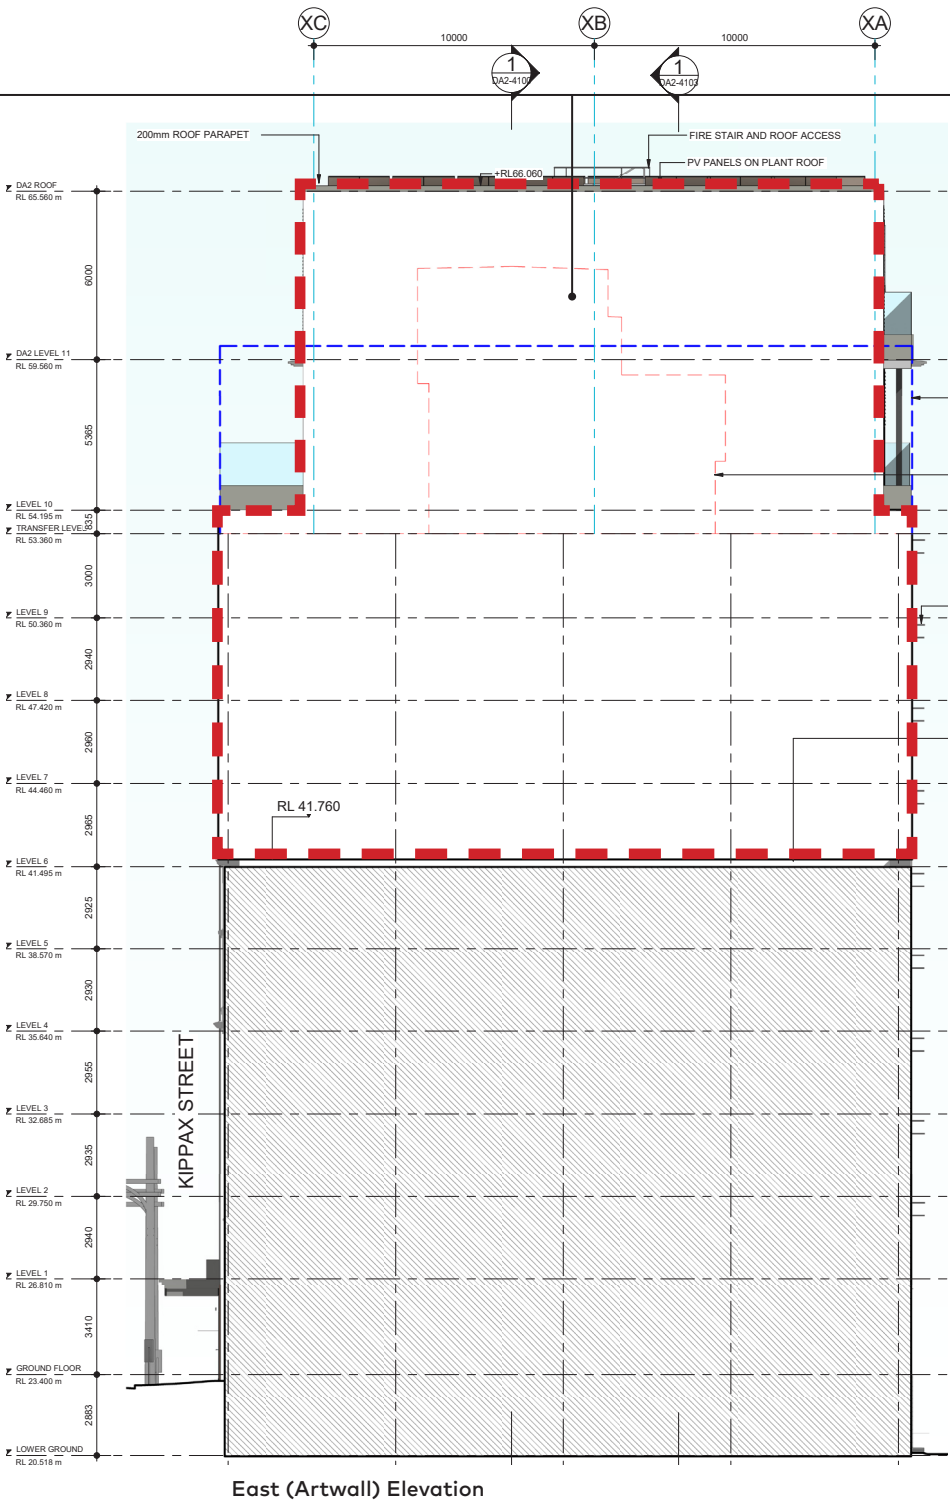 XC
XB
XA
10000
10000
1
DA2-4100
1
DA2-4103
200mm ROOF PARAPET
FIRE STAIR AND ROOF ACCESS
PV PANELS ON PLANT ROOF
+RL66.060
DA2 ROOF
RL 65.560 m
6000
DA2 LEVEL 11
RL 59.560 m
5365
LEVEL 10
RL 54.195 m
835
TRANSFER LEVEL
RL 53.360 m
3000
LEVEL 9
RL 50.360 m
2940
LEVEL 8
RL 47.420 m
2960
LEVEL 7
RL 44.460 m
RL 41.760
2965
LEVEL 6
RL 41.495 m
2925
LEVEL 5
RL 38.570 m
2930
LEVEL 4
RL 35.640 m
KIPPAX STREET
2955
LEVEL 3
RL 32.685 m
2935
LEVEL 2
RL 29.750 m
2940
LEVEL 1
RL 26.810 m
3410
GROUND FLOOR
RL 23.400 m
2883
LOWER GROUND
RL 20.518 m
East (Artwall) Elevation